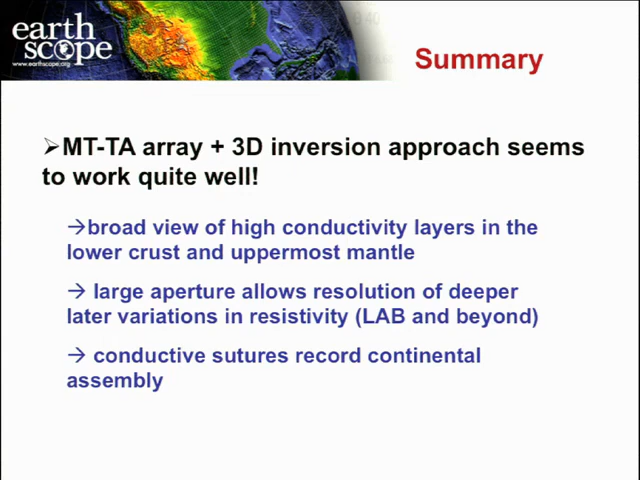 earth
scope
www.earthscope.org
Summary
➢MT-TA array + 3D inversion approach seems
to work quite well!
→broad view of high conductivity layers in the
lower crust and uppermost mantle
→ large aperture allows resolution of deeper
later variations in resistivity (LAB and beyond)
→ conductive sutures record continental
assembly